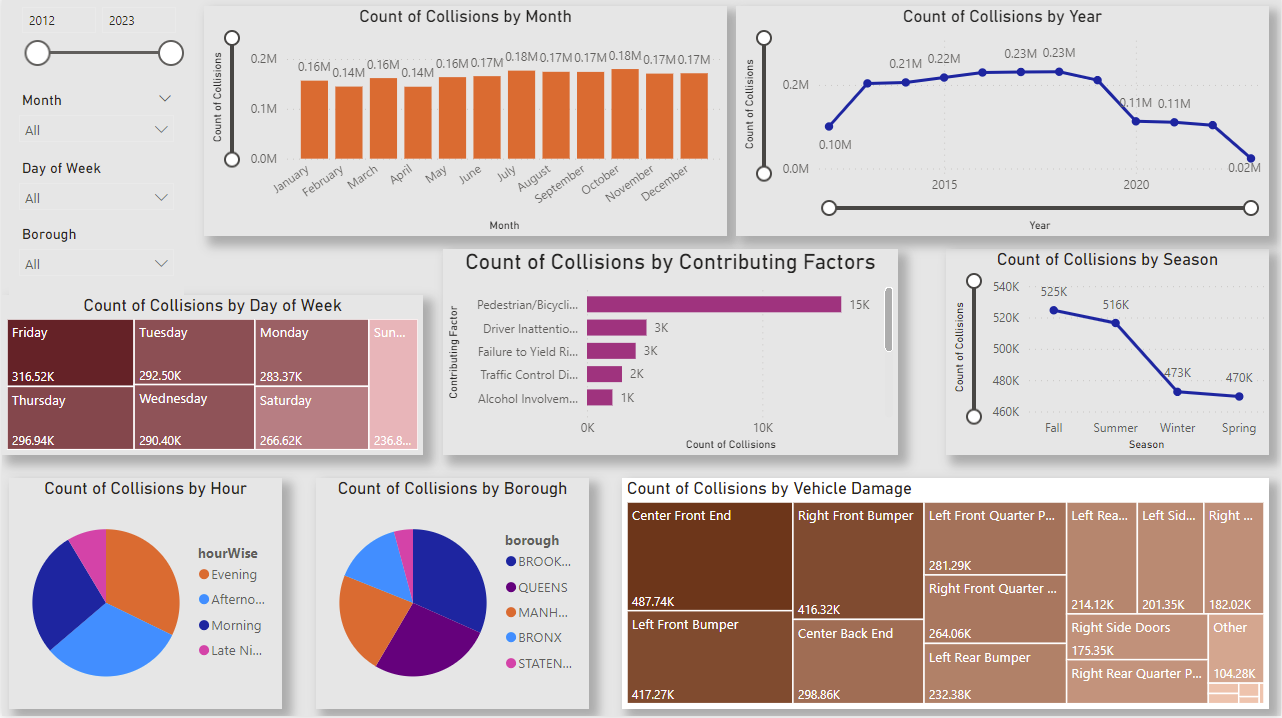 2012 2023
Month
All
Day of Week
All
Borough
All
Count of Collisions by Month
Count of Collisions
0.2M
0.1M
0.0M
0.16M 0.14M 0.16M 0.14M 0.16M 0.17M 0.18M 0.17M 0.17M 0.18M 0.17M 0.17M
January February March April May June July August September October November December
Month
Count of Collisions by Year
Count of Collisions
0.2M
0.0M
0.10M 0.21M 0.22M 0.23M 0.23M 0.11M 0.11M 0.02M
2015 2020
Year
Count of Collisions by Day of Week
Friday
316.52K
Thursday
296.94K
Tuesday
292.50K
Wednesday
290.40K
Monday
283.37K
Saturday
266.62K
Sun...
236.8...
Count of Collisions by Contributing Factors
Contributing Factor
Pedestrian/Bicycli... 15K
Driver Inattentio... 3K
Failure to Yield Ri... 3K
Traffic Control Di... 2K
Alcohol Involvem... 1K
0K 10K
Count of Collisions
Count of Collisions by Season
Count of Collisions
540K
520K
500K
480K
460K
525K
516K
473K
470K
Fall Summer Winter Spring
Season
Count of Collisions by Hour
hourWise
Evening
Afterno...
Morning
Late Ni...
Count of Collisions by Borough
borough
BROOK...
QUEENS
MANH...
BRONX
STATEN...
Count of Collisions by Vehicle Damage
Center Front End
487.74K
Left Front Bumper
417.27K
Right Front Bumper
416.32K
Center Back End
298.86K
Left Front Quarter P...
281.29K
Right Front Quarter ...
264.06K
Left Rear Bumper
232.38K
Left Rea...
214.12K
Left Sid...
201.35K
Right ...
182.02K
Right Side Doors
175.35K
Right Rear Quarter P...
Other
104.28K